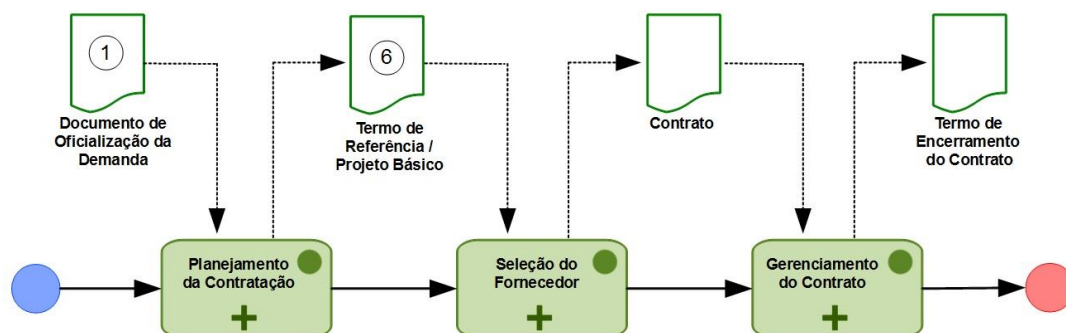 1
Documento de
Oficialização da
Demanda
6
Termo de
Referência /
Projeto Básico
Contrato
Termo de
Encerramento
do Contrato
Planejamento
da Contratação
Seleção do
Fornecedor
Gerenciamento
do Contrato